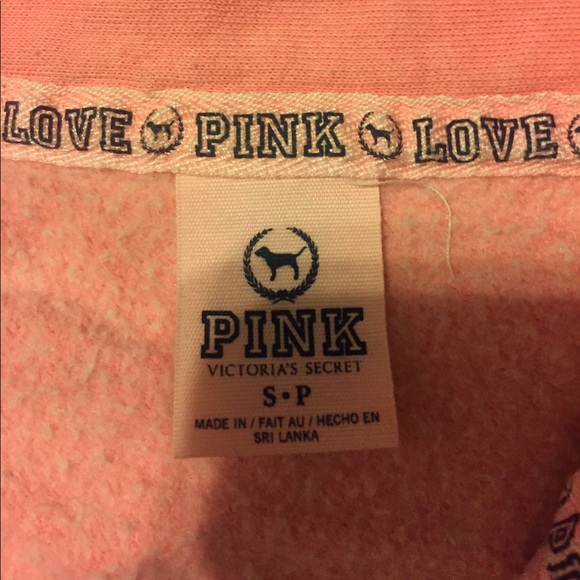 LOVE PINK LOVE
PINK
VICTORIA'S SECRET
S•P
MADE IN / FAIT AU / HECHO EN
SRI LANKA